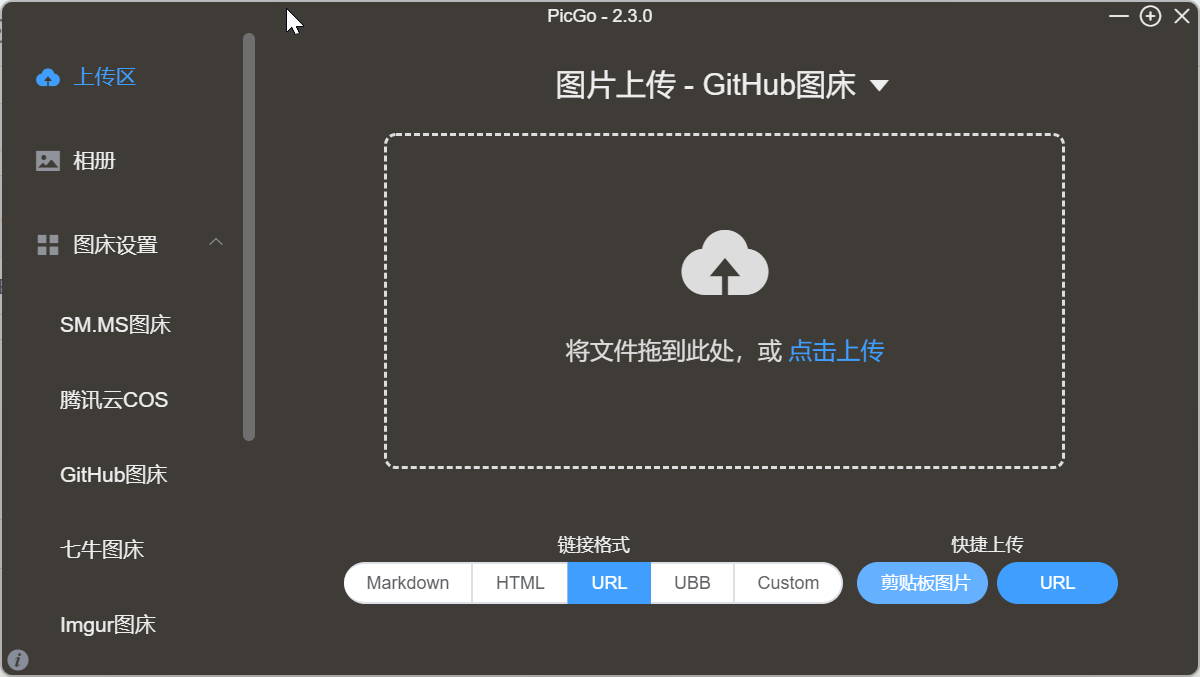 PicGo - 2.3.0
上传区
相册
图床设置
SM.MS图床
腾讯云COS
GitHub图床
七牛图床
Imgur图床
图片上传 - GitHub图床
将文件拖到此处，或 点击上传
链接格式
Markdown HTML URL UBB Custom
快捷上传
剪贴板图片 URL